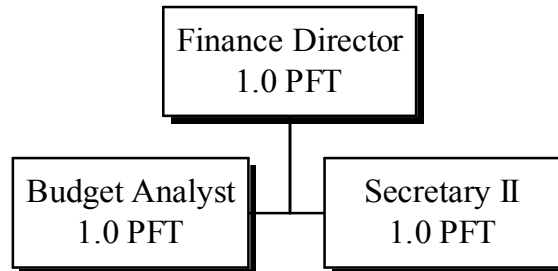 Finance Director
1.0 PFT
Budget Analyst
1.0 PFT
Secretary II
1.0 PFT